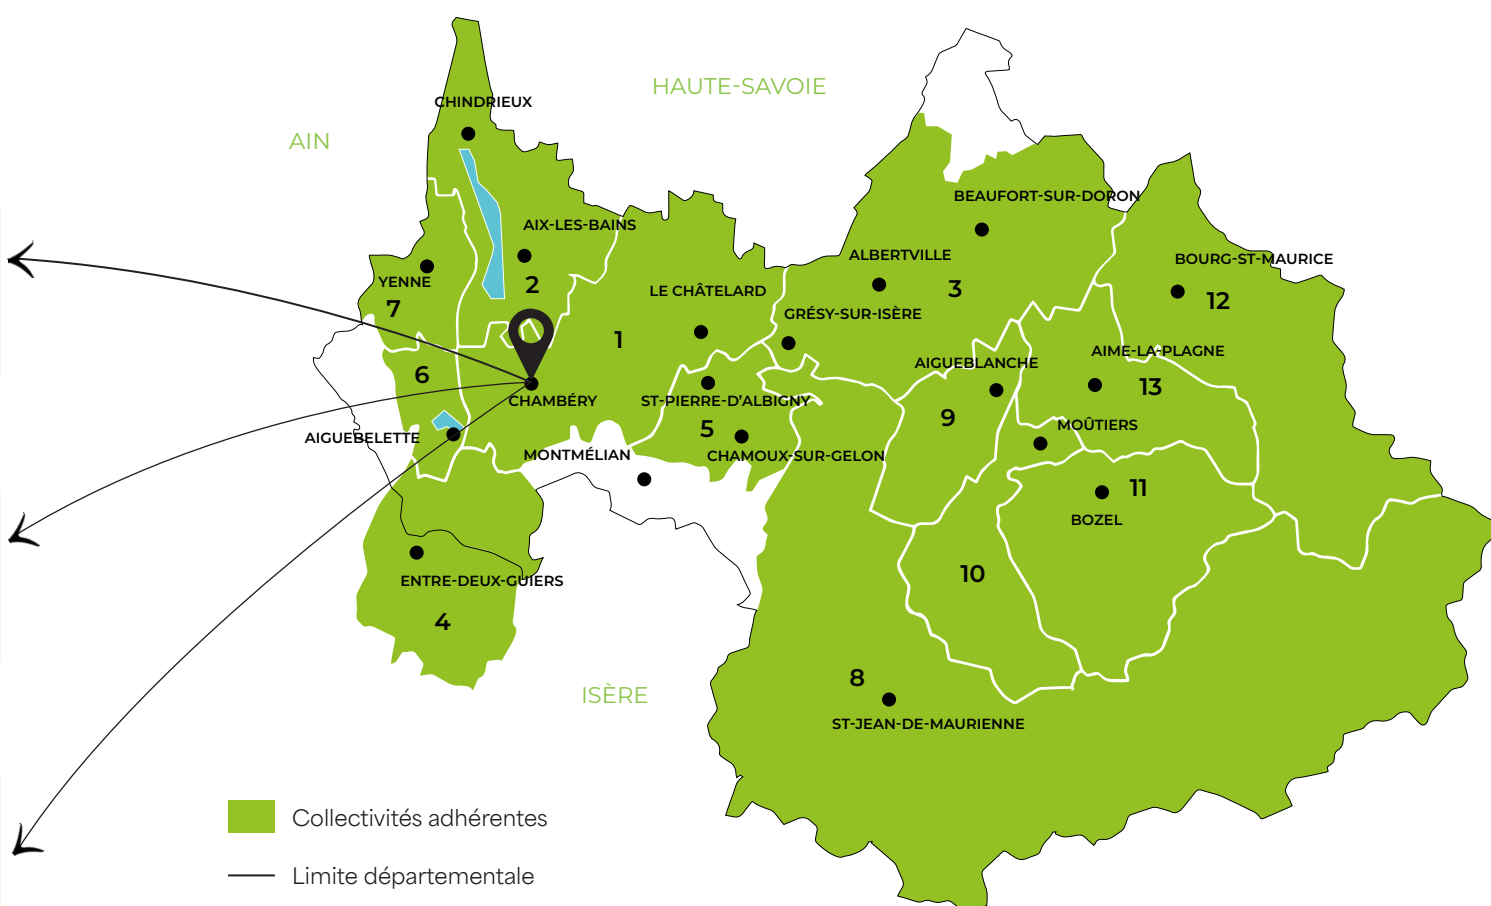 HAUTE-SAVOIE
CHINDRIEUX
AIN
BEAUFORT-SUR-DORON
AIX-LES-BAINS
ALBERTVILLE
BOURG-ST-MAURICE
YENNE
7
2
LE CHÂTELARD
3
12
GRÉSY-SUR-ISÈRE
1
AIME-LA-PLAGNE
AIGUEBLANCHE
6
13
CHAMBÉRY
ST-PIERRE-D'ALBIGNY
9
MOÛTIERS
5
AIGUEBELETTE
MONTMÉLIAN
CHAMOUX-SUR-GELON
11
BOZEL
10
ENTRE-DEUX-GUIERS
4
8
ISÈRE
ST-JEAN-DE-MAURIENNE
Collectivités adhérentes
Limite départementale